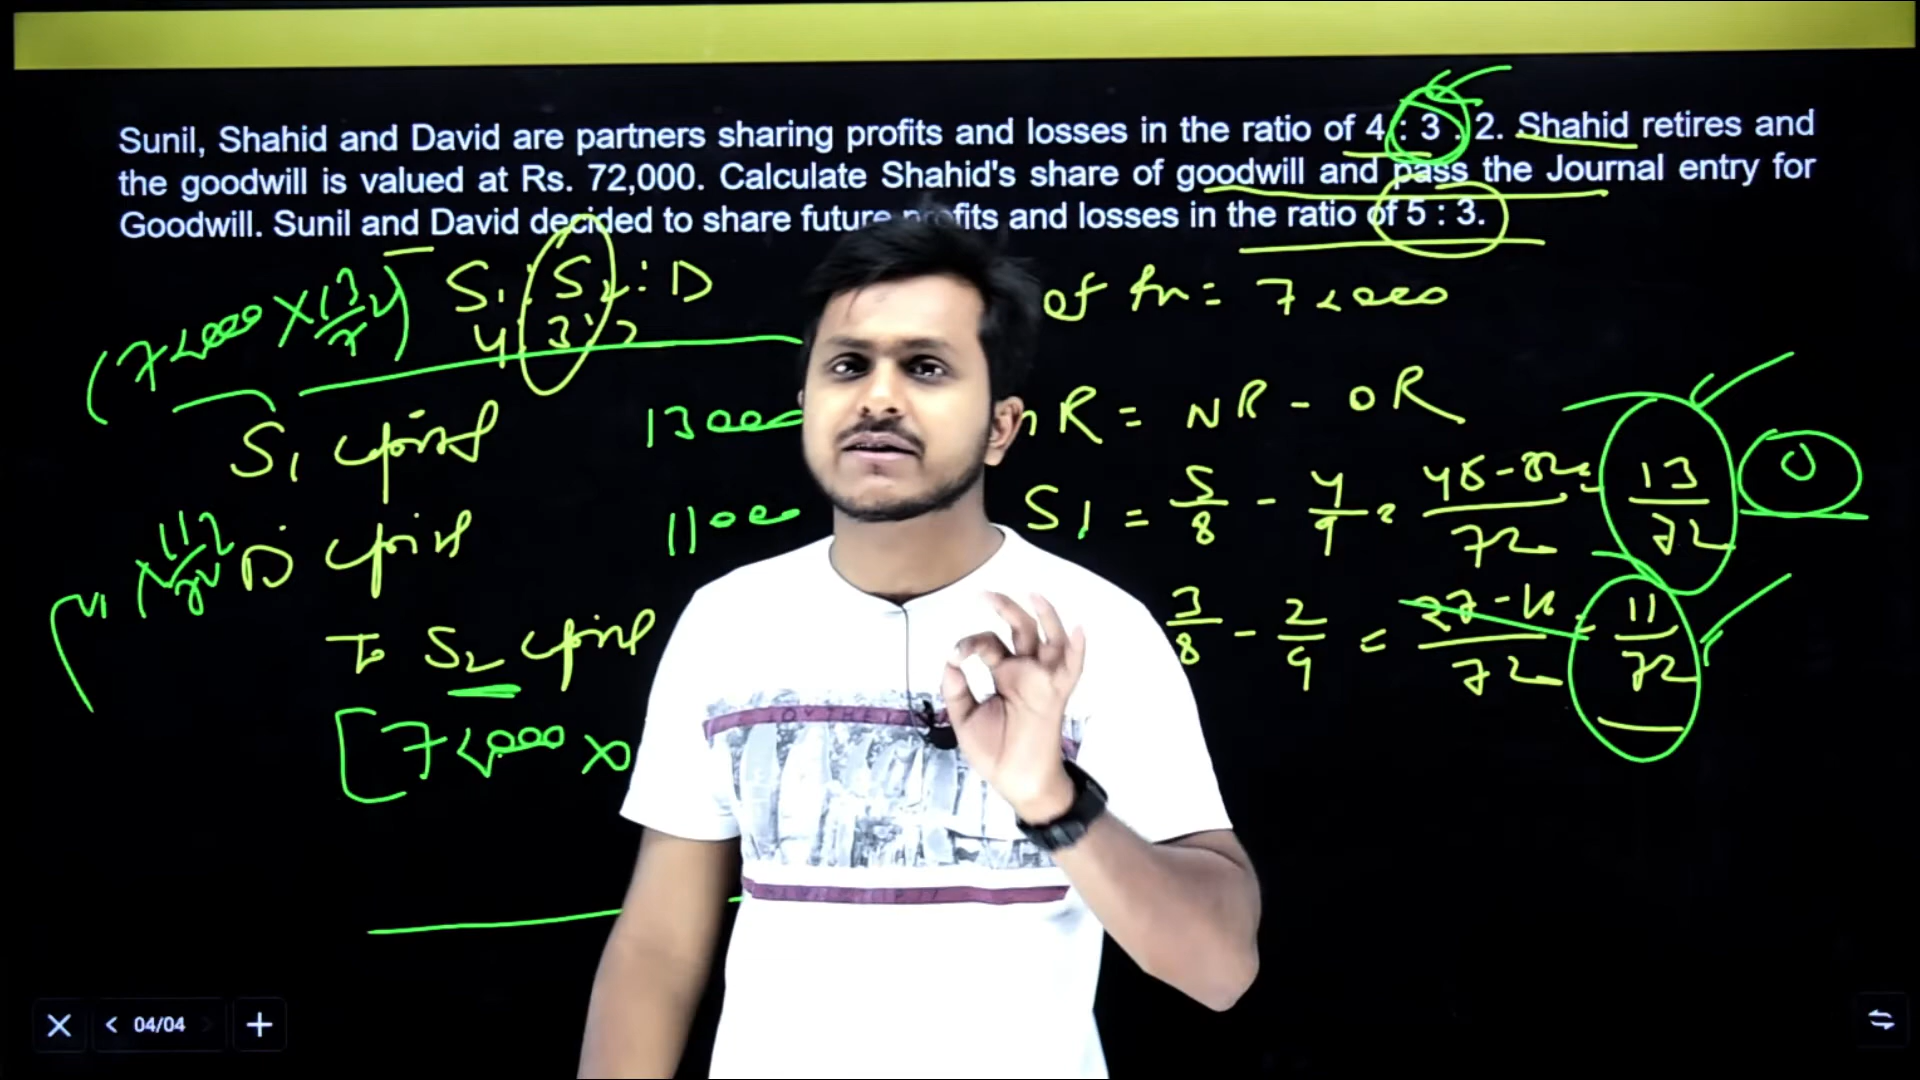 Sunil, Shahid and David are partners sharing profits and losses in the ratio of 4 : 3 : 2. Shahid retires and
the goodwill is valued at Rs. 72,000. Calculate Shahid's share of goodwill and pass the Journal entry for
Goodwill. Sunil and David decided to share future profits and losses in the ratio of 5 : 3.
S1 : S2 : D
4 : 3 : 2
of = 72000
R = NR - OR
13000
S1 = 5/8 - 4/9 = 45-32/72 = 13/72
0
D
11000
3/8 - 2/9 = 27-16/72 = 11/72
To S2
[72000 ×
04/04